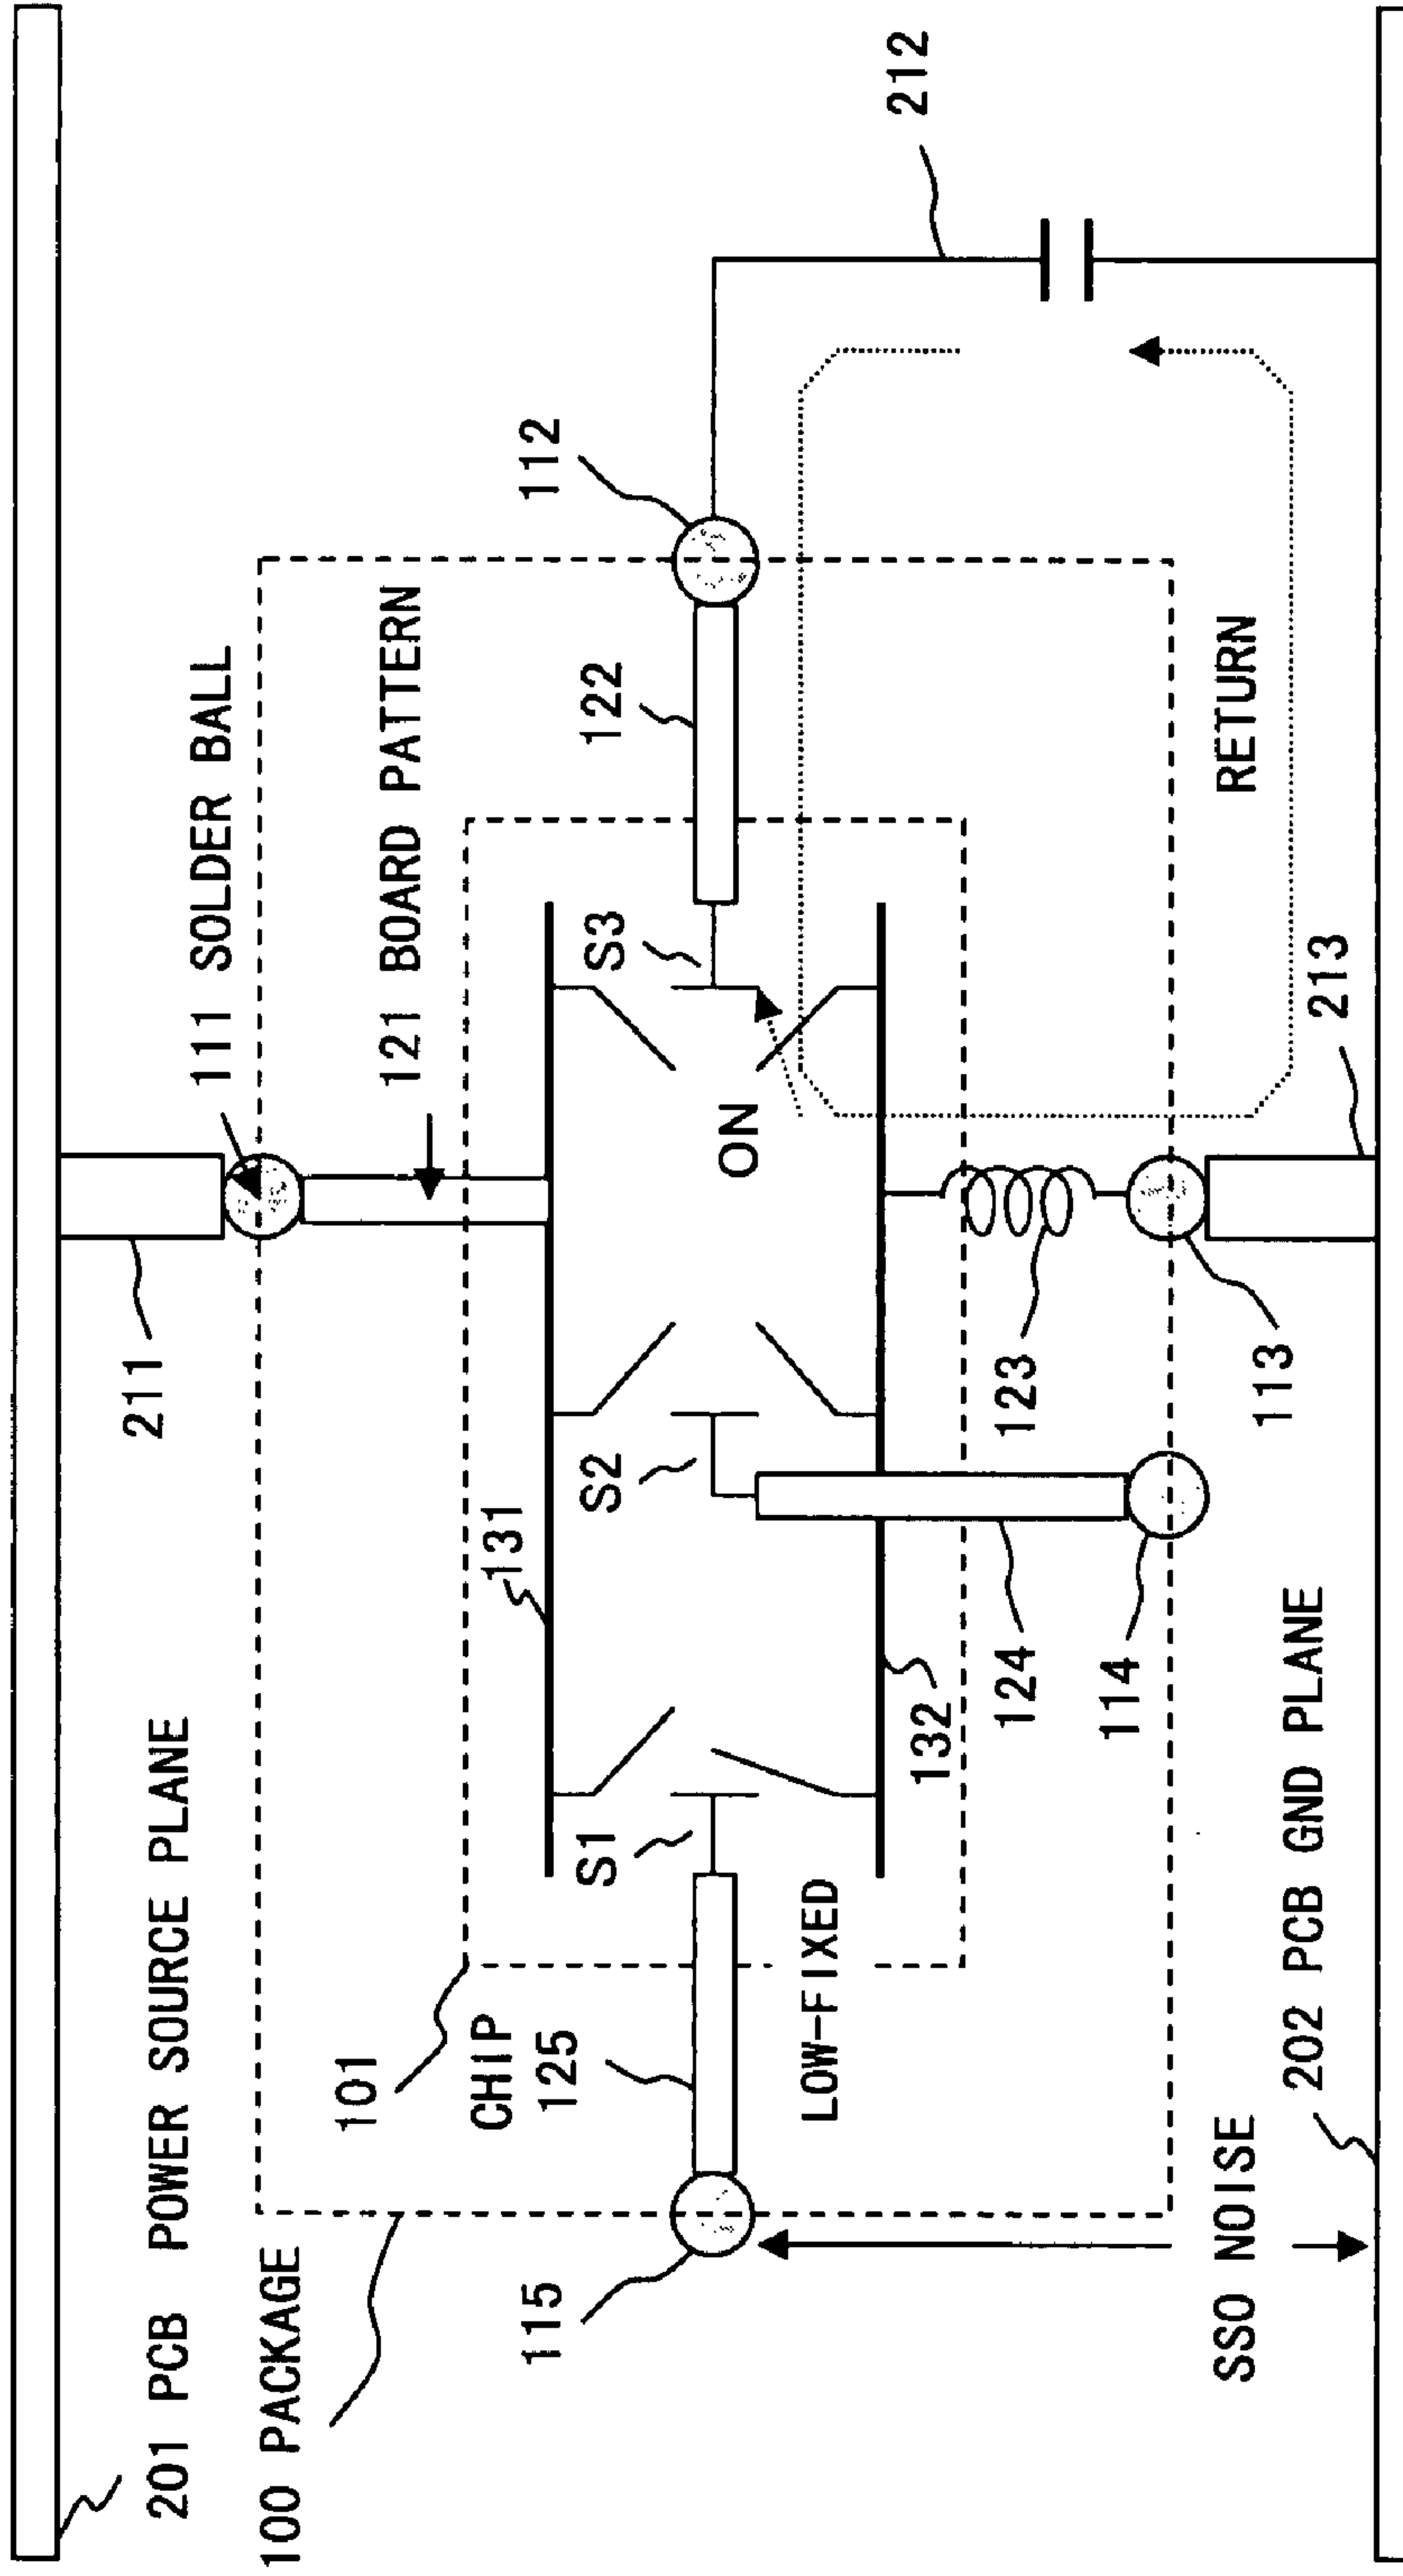 201 PCB POWER SOURCE PLANE
211
111 SOLDER BALL
100 PACKAGE
101
121 BOARD PATTERN
CHIP
131
115
125
S1
S2
S3
122
112
ON
LOW-FIXED
132
124
123
212
114
113
213
RETURN
SSO NOISE
202 PCB GND PLANE